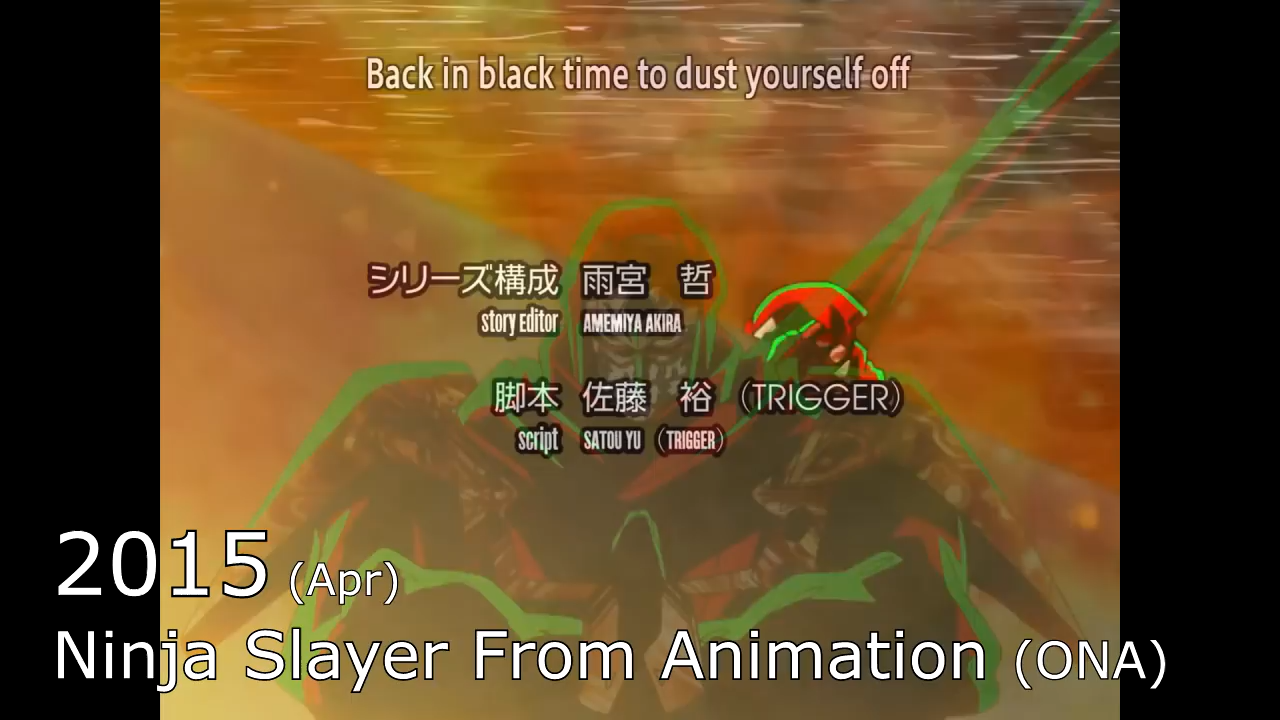 Back in black time to dust yourself off
シリーズ構成 雨宮 哲
story editor AMEMIYA AKIRA
脚本 佐藤 裕 (TRIGGER)
script SATOU YU (TRIGGER)
2015 (Apr)
Ninja Slayer From Animation (ONA)